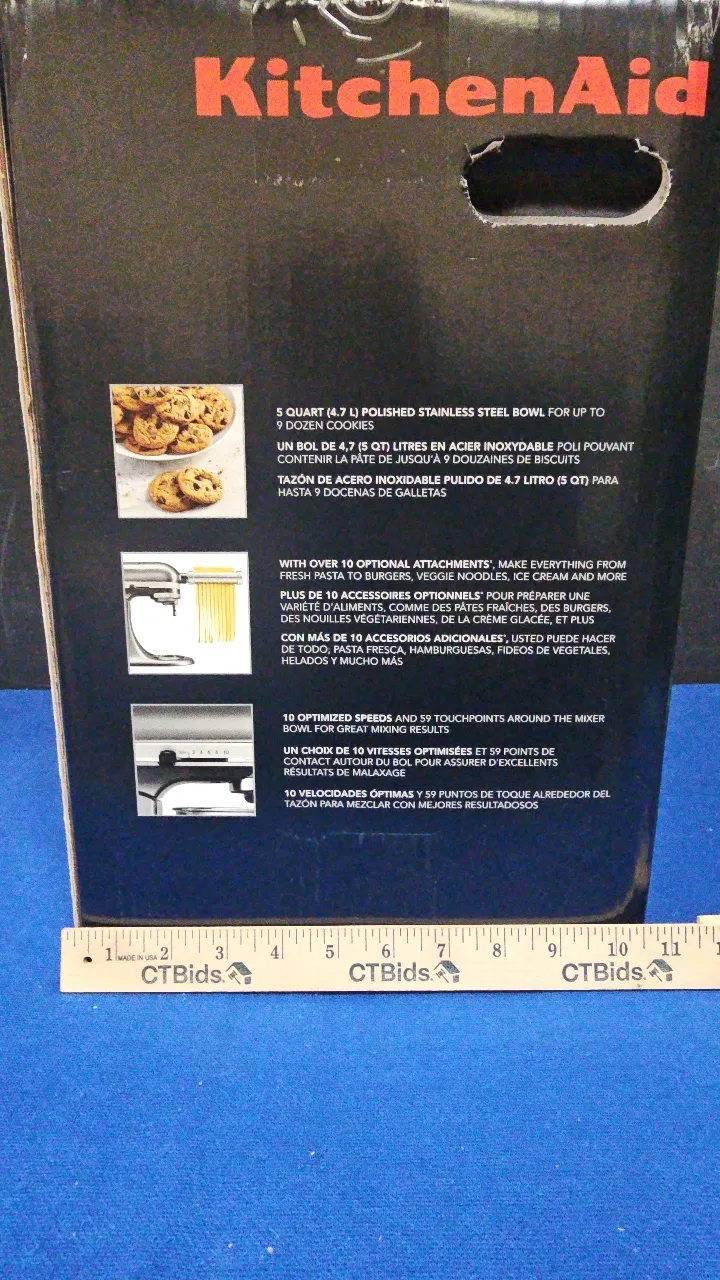 KitchenAid
5 QUART (4.7 L) POLISHED STAINLESS STEEL BOWL FOR UP TO
9 DOZEN COOKIES
UN BOL DE 4,7 (5 QT) LITRES EN ACIER INOXYDABLE POLI POUVANT
CONTENIR LA PÂTE DE JUSQU'À 9 DOUZAINES DE BISCUITS
TAZÓN DE ACERO INOXIDABLE PULIDO DE 4.7 LITRO (5 QT) PARA
HASTA 9 DOCENAS DE GALLETAS
WITH OVER 10 OPTIONAL ATTACHMENTS*, MAKE EVERYTHING FROM
FRESH PASTA TO BURGERS, VEGGIE NOODLES, ICE CREAM AND MORE
PLUS DE 10 ACCESSOIRES OPTIONNELS* POUR PRÉPARER UNE
VARIÉTÉ D'ALIMENTS, COMME DES PÂTES FRAÎCHES, DES BURGERS,
DES NOUILLES VÉGÉTARIENNES, DE LA CRÈME GLACÉE, ET PLUS
CON MÁS DE 10 ACCESORIOS ADICIONALES*, USTED PUEDE HACER
DE TODO; PASTA FRESCA, HAMBURGUESAS, FIDEOS DE VEGETALES,
HELADOS Y MUCHO MÁS
2 4 6 8 10
10 OPTIMIZED SPEEDS AND 59 TOUCHPOINTS AROUND THE MIXER
BOWL FOR GREAT MIXING RESULTS
UN CHOIX DE 10 VITESSES OPTIMISÉES ET 59 POINTS DE
CONTACT AUTOUR DU BOL POUR ASSURER D'EXCELLENTS
RÉSULTATS DE MALAXAGE
10 VELOCIDADES ÓPTIMAS Y 59 PUNTOS DE TOQUE ALREDEDOR DEL
TAZÓN PARA MEZCLAR CON MEJORES RESULTADOSOS
1 2 3 4 5 6 7 8 9 10 11
MADE IN USA
CTBids. CTBids. CTBids.